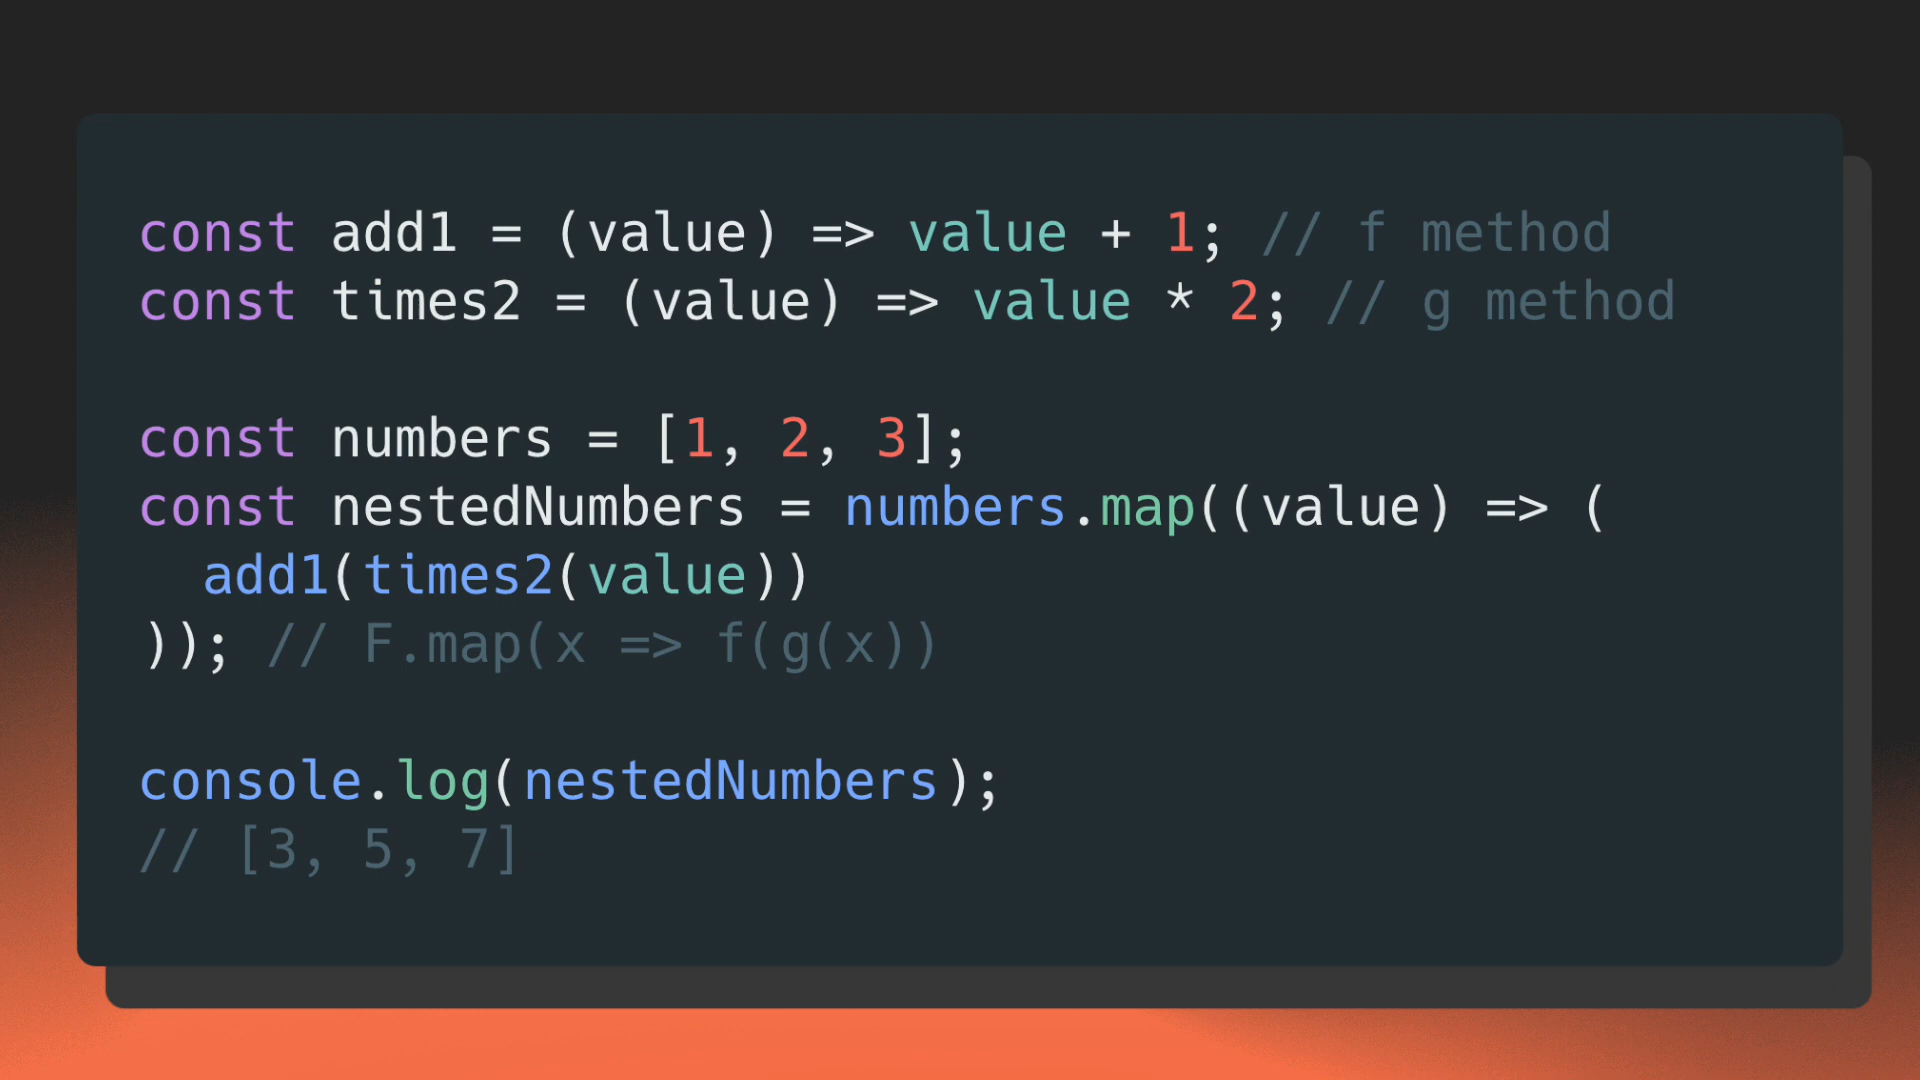 const add1 = (value) => value + 1; // f method
const times2 = (value) => value * 2; // g method
const numbers = [1, 2, 3];
const nestedNumbers = numbers.map((value) => (
  add1(times2(value))
)); // F.map(x => f(g(x))
console.log(nestedNumbers);
// [3, 5, 7]